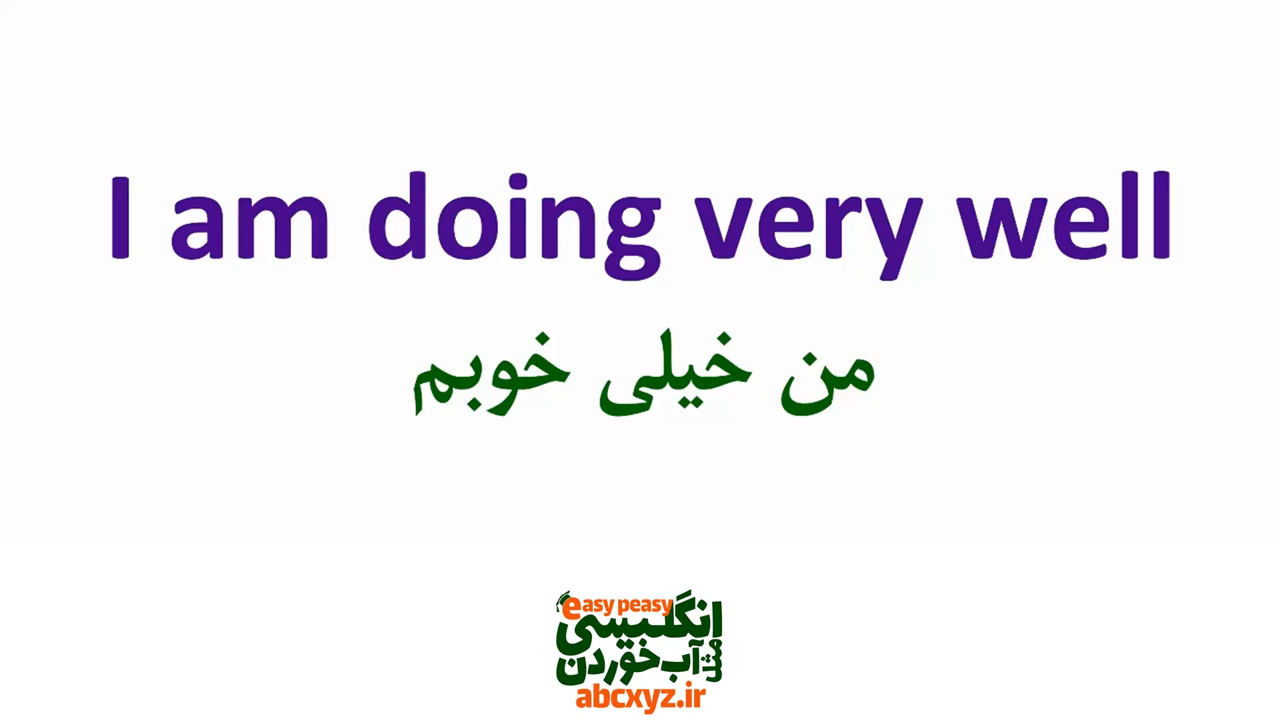 I am doing very well
من خیلی خوبم
easy peasy
انگلیسی
مثل آب خوردن
abcxyz.ir